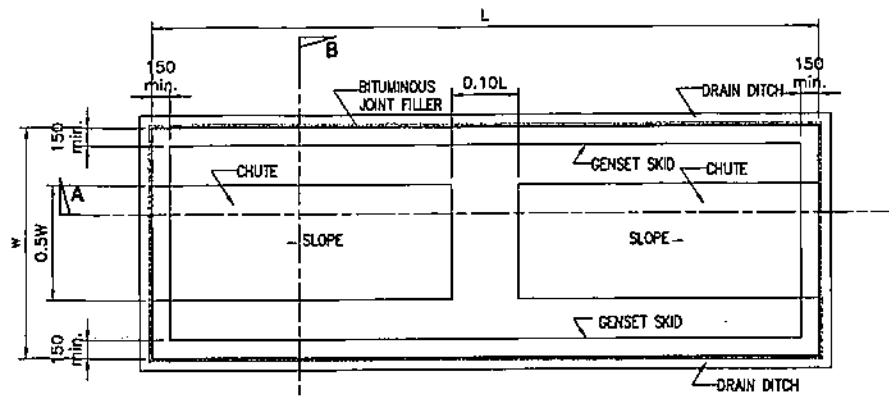 L
B
150
min.
BITUMINOUS
JOINT FILLER
0.10L
DRAIN DITCH
150
min.
150
min.
GENSET SKID
CHUTE
CHUTE
A
W
0.5W
SLOPE
SLOPE
150
min.
GENSET SKID
DRAIN DITCH